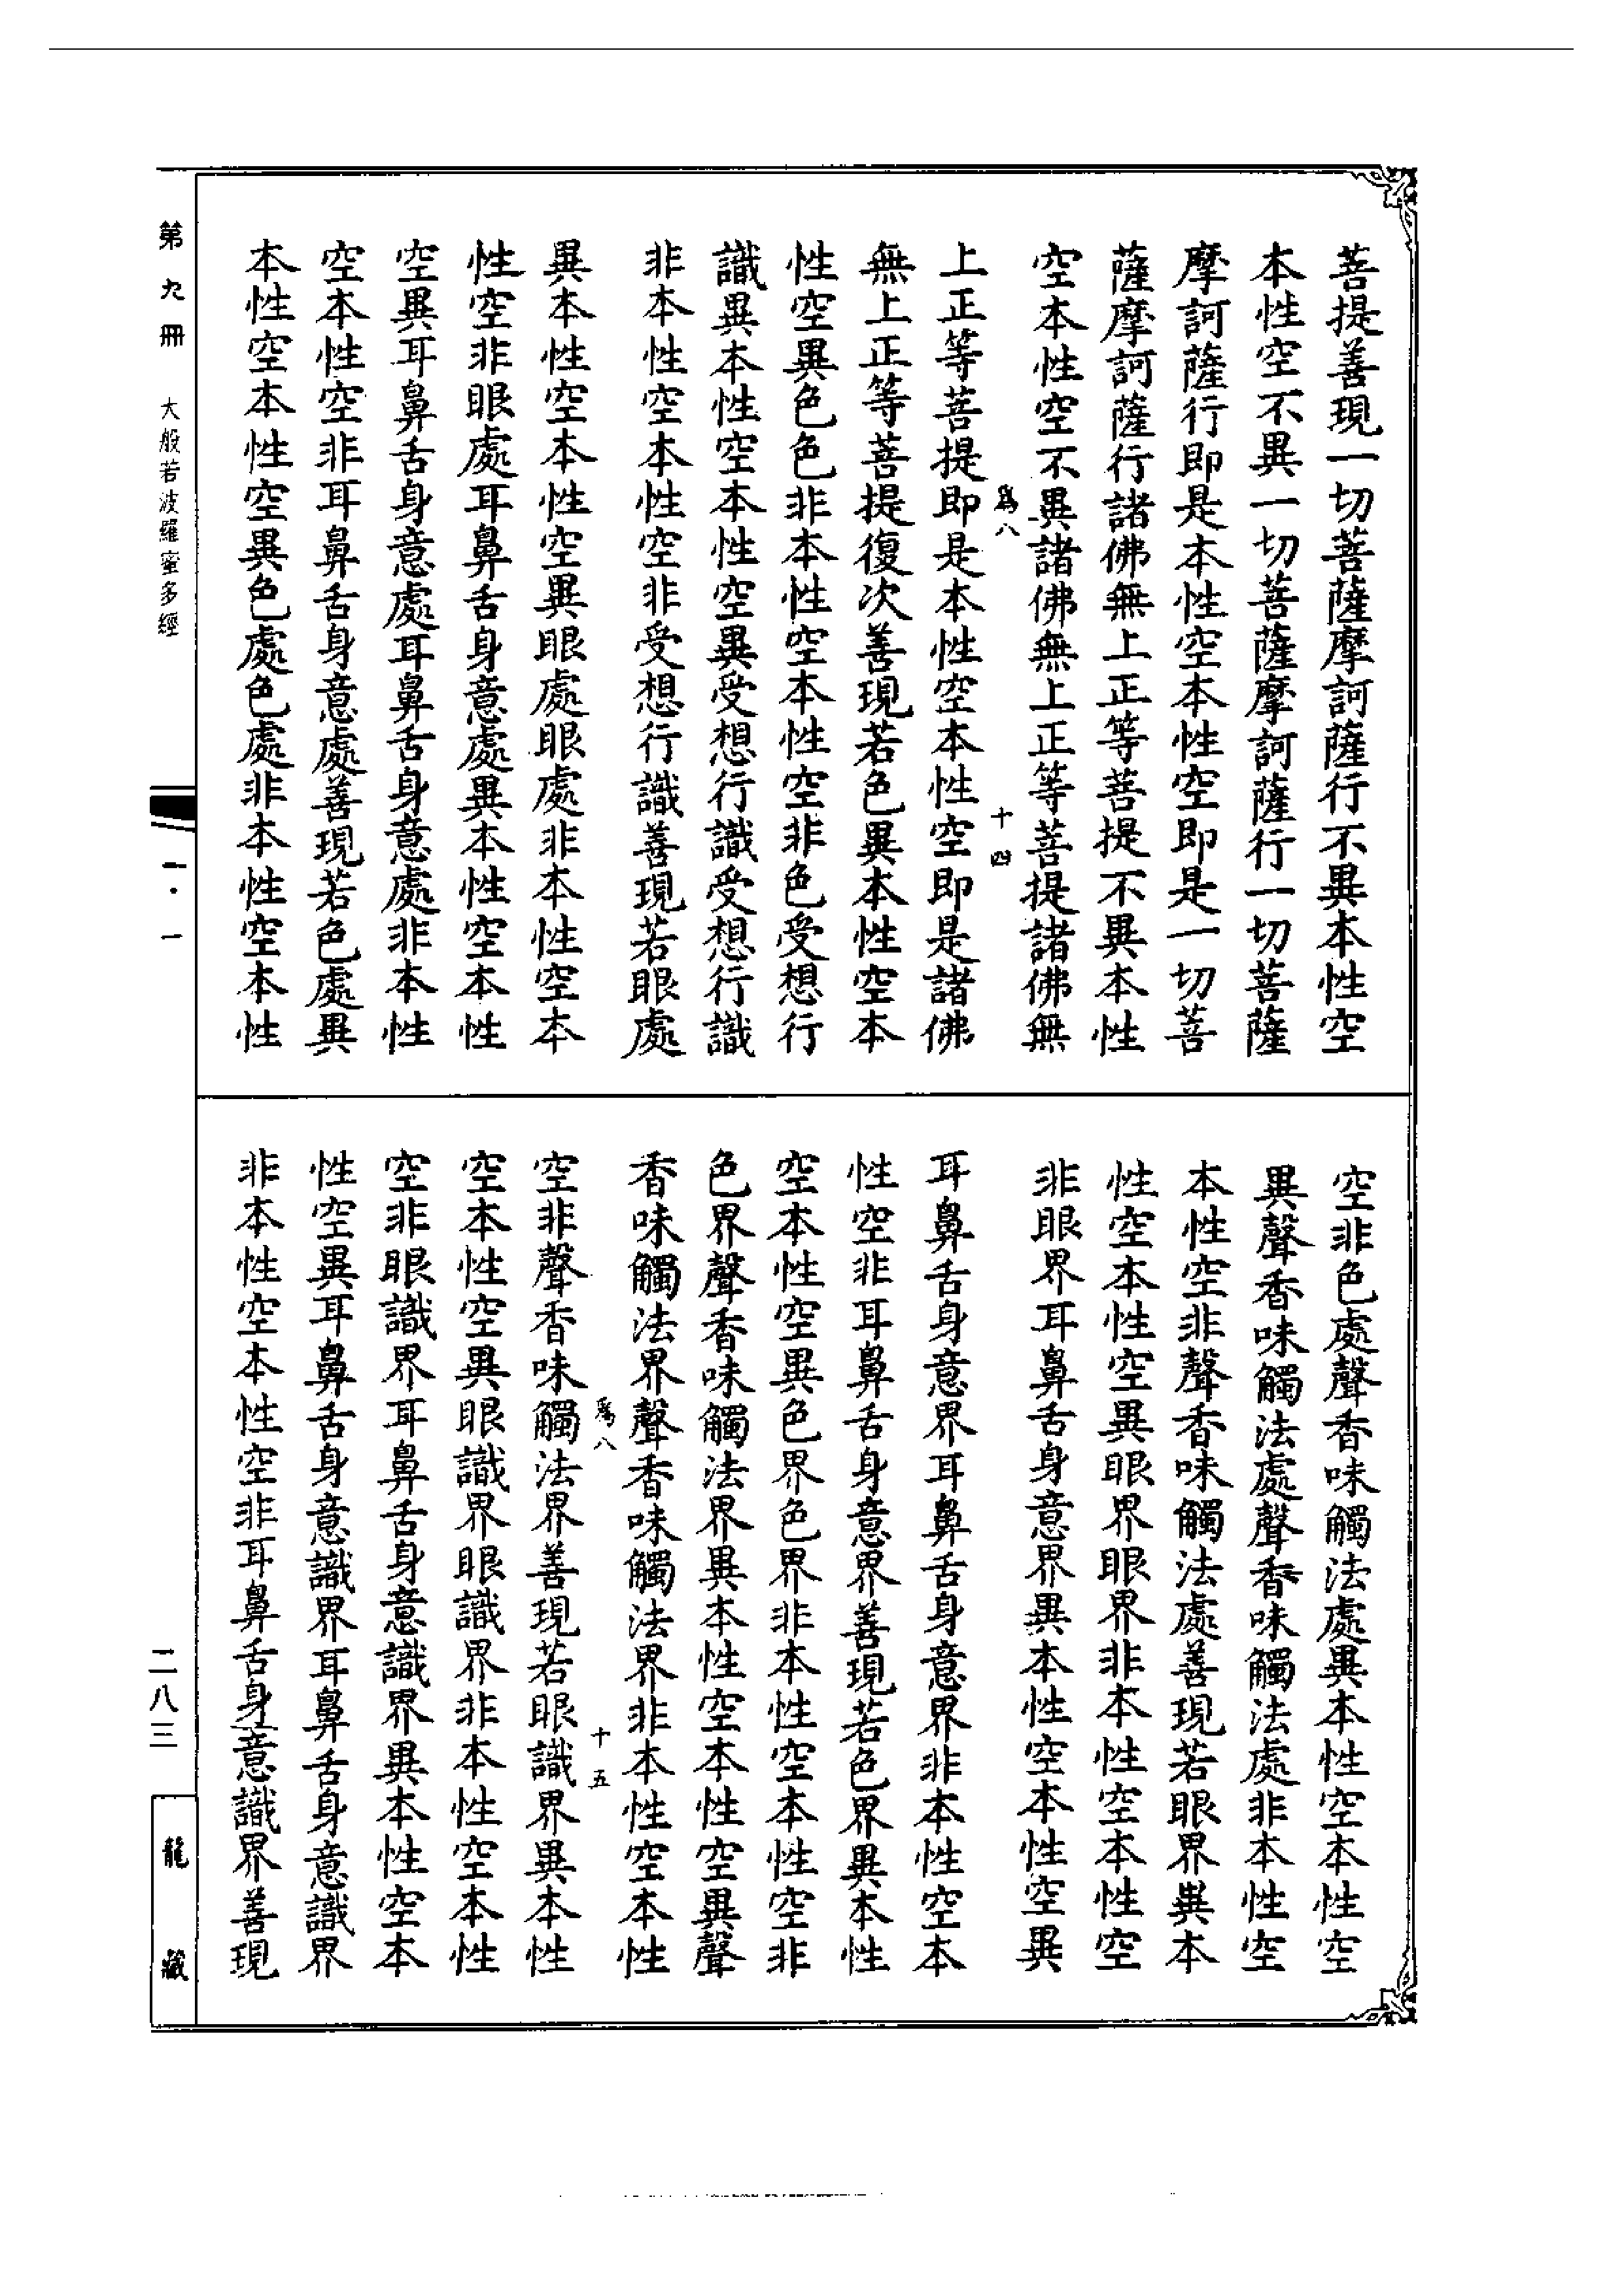 菩提善現一切菩薩摩訶薩行不異本性空
本性空不異一切菩薩摩訶薩行一切菩薩
摩訶薩行即是本性空本性空即是一切菩
薩摩訶薩行諸佛無上正等菩提不異本性
空本性空不異諸佛無上正等菩提諸佛無
爲八 十四
上正等菩提即是本性空本性空即是諸佛
無上正等菩提復次善現若色異本性空本
性空異色色非本性空本性空非色受想行
識異本性空本性空異受想行識受想行識
非本性空本性空非受想行識善現若眼處
異本性空本性空異眼處眼處非本性空本
性空非眼處耳鼻舌身意處異本性空本性
空異耳鼻舌身意處耳鼻舌身意處非本性
空本性空非耳鼻舌身意處善現若色處異
本性空本性空異色處色處非本性空本性
空非色處聲香味觸法處異本性空本性空
異聲香味觸法處聲香味觸法處非本性空
本性空非聲香味觸法處善現若眼界異本
性空本性空異眼界眼界非本性空本性空
非眼界耳鼻舌身意界異本性空本性空異
耳鼻舌身意界耳鼻舌身意界非本性空本
性空非耳鼻舌身意界善現若色界異本性
空本性空異色界色界非本性空本性空非
色界聲香味觸法界異本性空本性空異聲
香味觸法界聲香味觸法界非本性空本性
爲八 十五
空非聲香味觸法界善現若眼識界異本性
空本性空異眼識界眼識界非本性空本性
空非眼識界耳鼻舌身意識界異本性空本
性空異耳鼻舌身意識界耳鼻舌身意識界
非本性空本性空非耳鼻舌身意識界善現
第九冊 大般若波羅蜜多經 一·一 二八三 龍藏